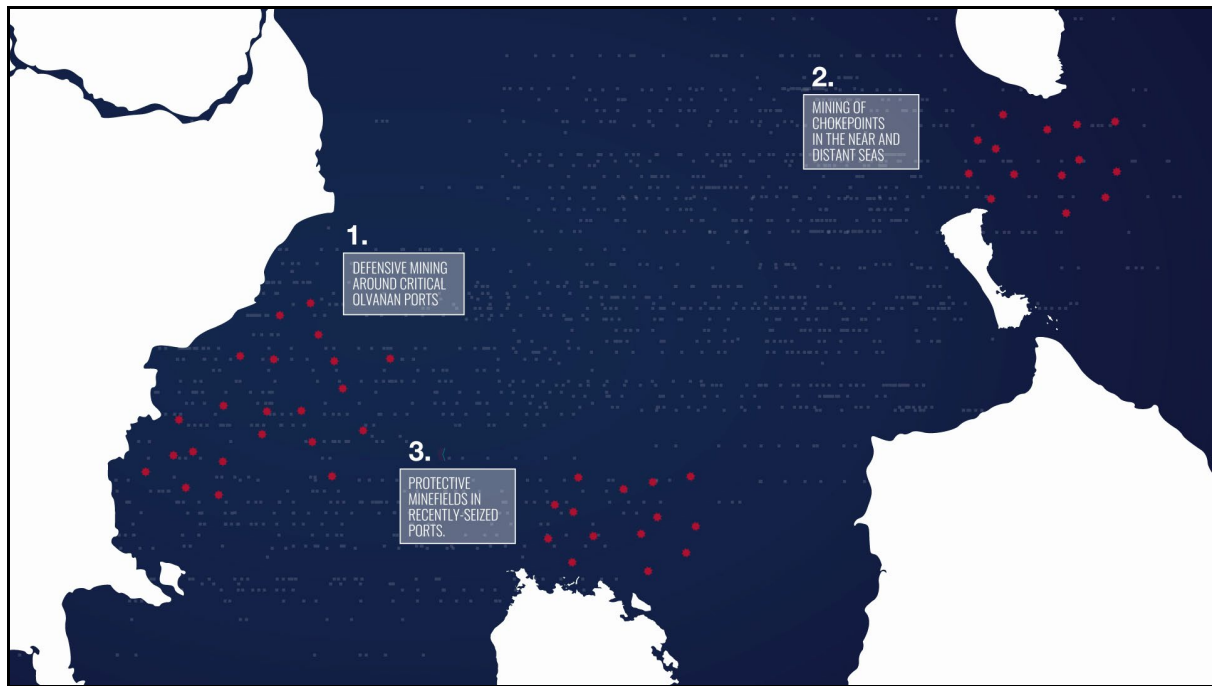 1.
DEFENSIVE MINING
AROUND CRITICAL
OLVANAN PORTS
2.
MINING OF
CHOKEPOINTS
IN THE NEAR AND
DISTANT SEAS
3.
PROTECTIVE
MINEFIELDS IN
RECENTLY-SEIZED
PORTS.